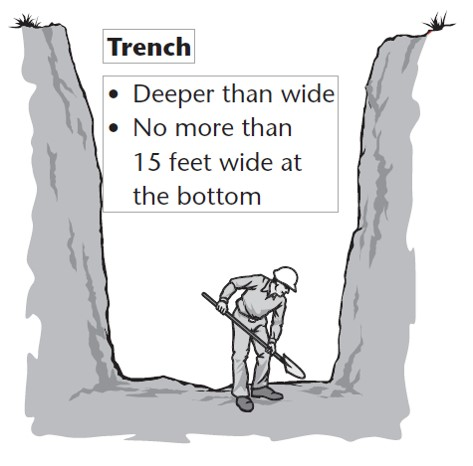 Trench
• Deeper than wide
• No more than
15 feet wide at
the bottom